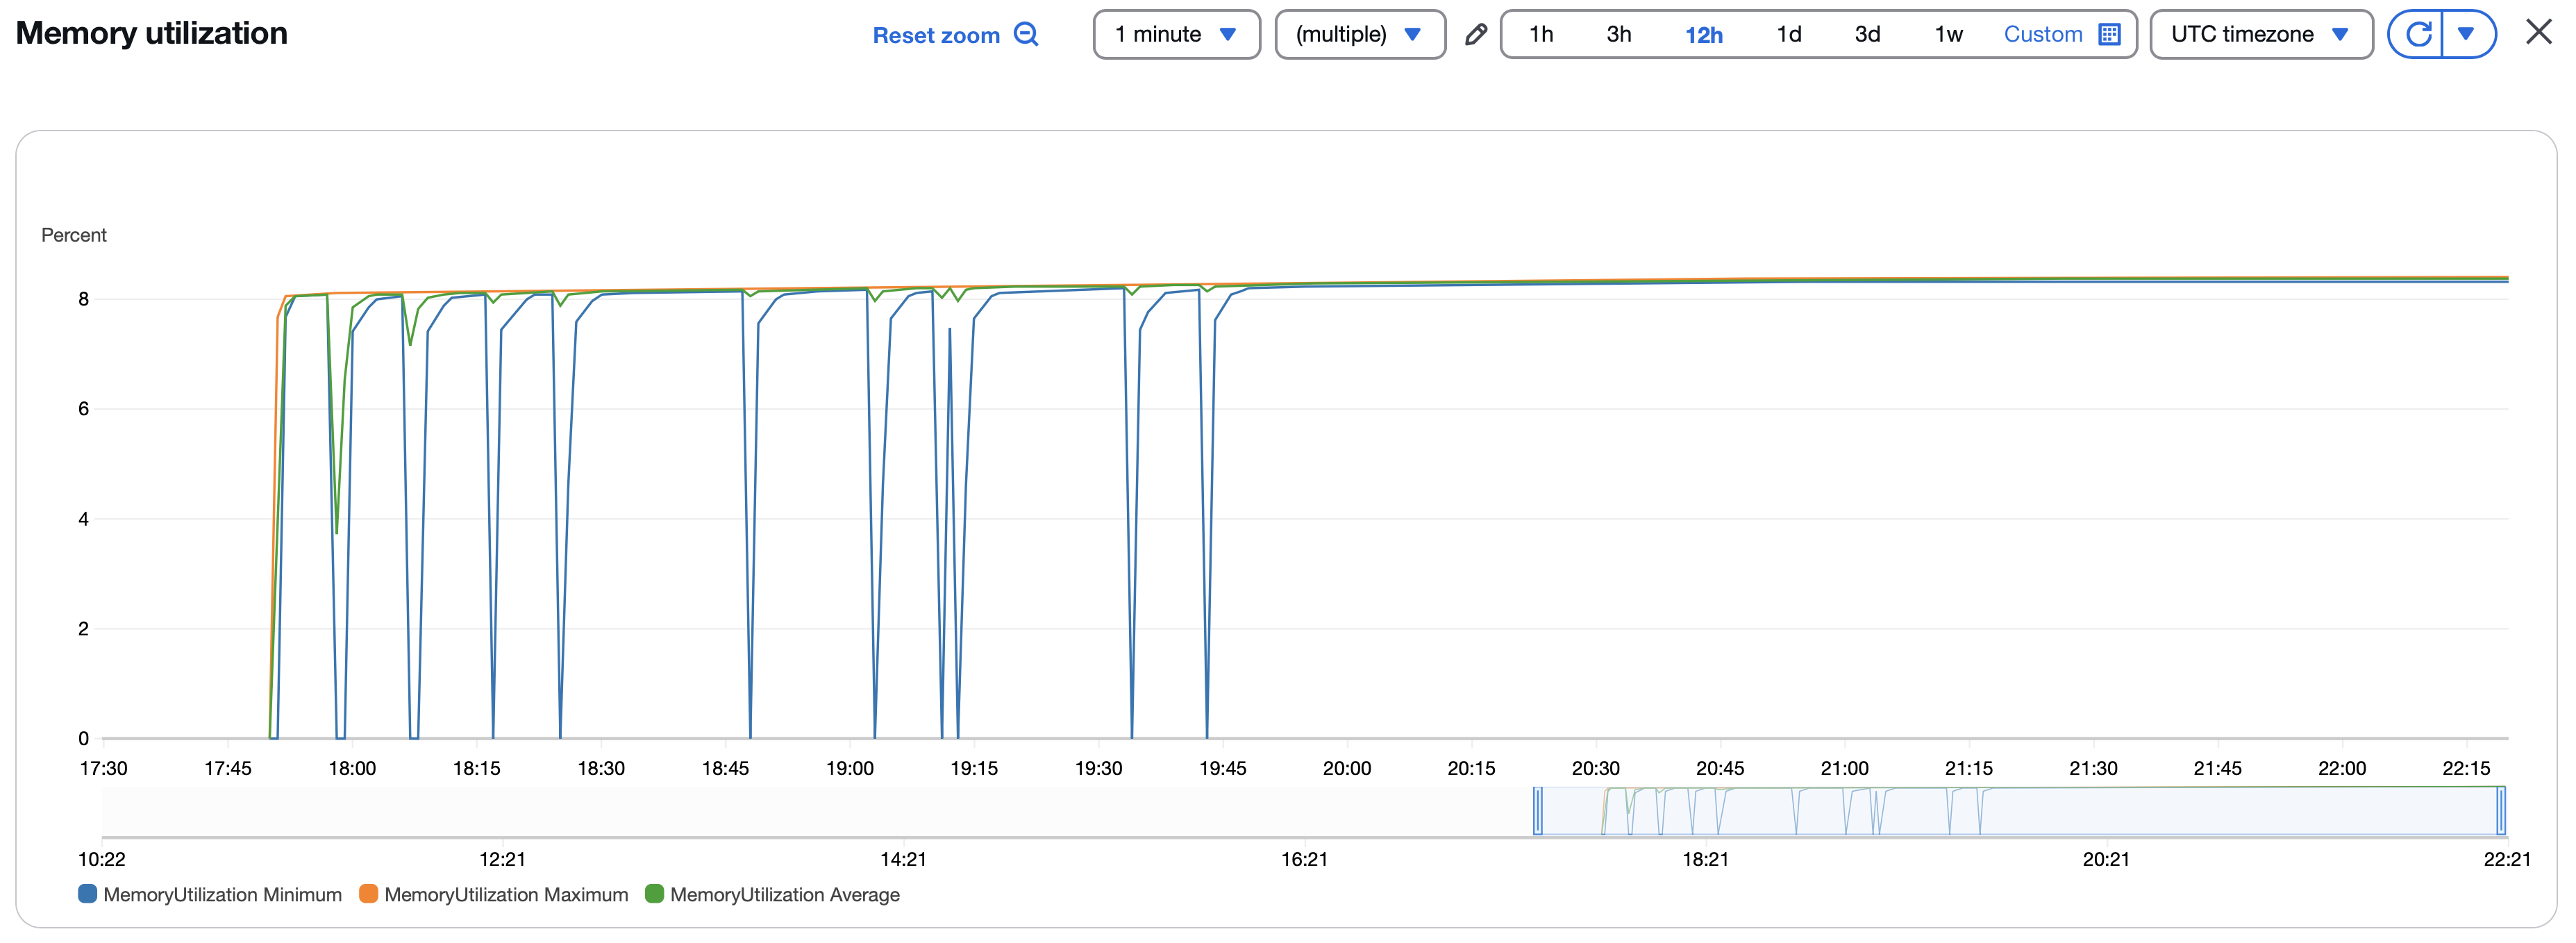 Memory utilization Reset zoom 1 minute (multiple) 1h 3h 12h 1d 3d 1w Custom UTC timezone
Percent
8
6
4
2
0
17:30 17:45 18:00 18:15 18:30 18:45 19:00 19:15 19:30 19:45 20:00 20:15 20:30 20:45 21:00 21:15 21:30 21:45 22:00 22:15
10:22 12:21 14:21 16:21 18:21 20:21 22:21
MemoryUtilization Minimum MemoryUtilization Maximum MemoryUtilization Average